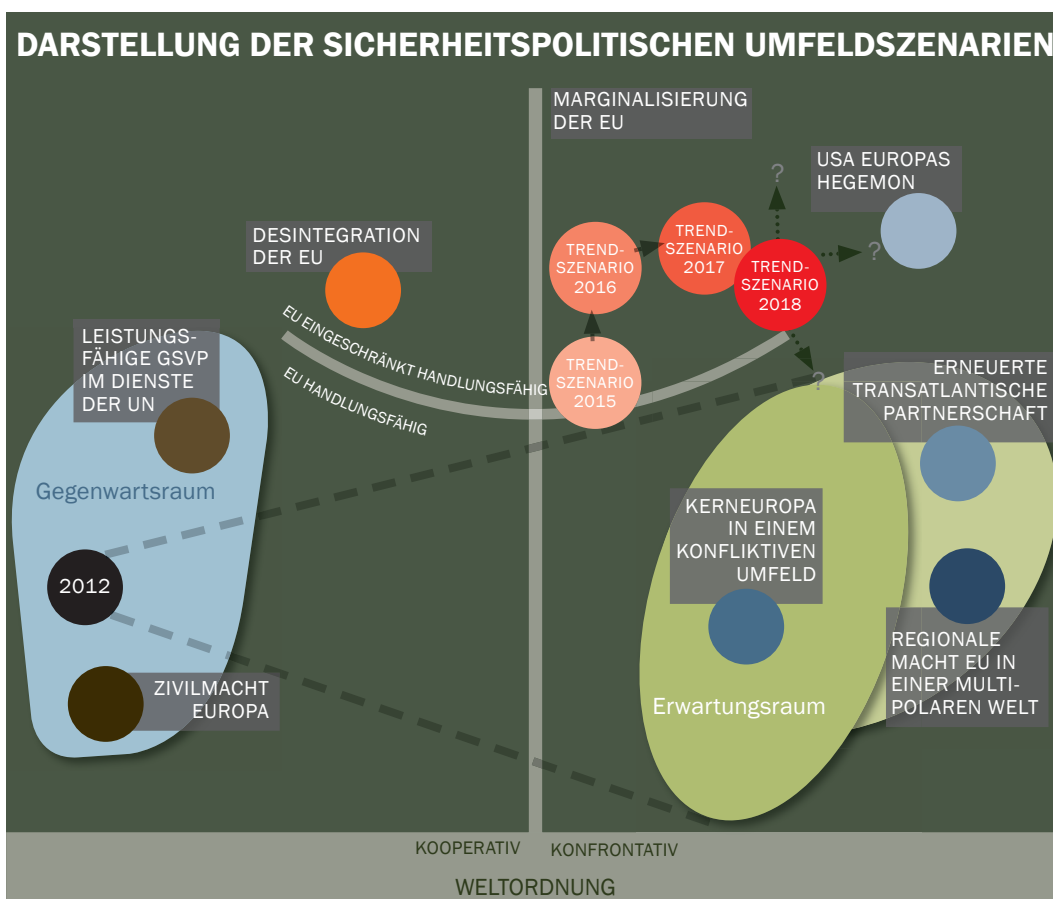 DARSTELLUNG DER SICHERHEITSPOLITISCHEN UMFELDSZENARIEN
MARGINALISIERUNG
DER EU
USA EUROPAS
HEGEMON
?
?
?
DESINTEGRATION
DER EU
TREND-
SZENARIO
2016
TREND-
SZENARIO
2017
TREND-
SZENARIO
2018
TREND-
SZENARIO
2015
EU EINGESCHRÄNKT HANDLUNGSFÄHIG
EU HANDLUNGSFÄHIG
LEISTUNGS-
FÄHIGE GSVP
IM DIENSTE
DER UN
Gegenwartsraum
2012
ZIVILMACHT
EUROPA
ERNEUERTE
TRANSATLANTISCHE
PARTNERSCHAFT
KERNEUROPA
IN EINEM
KONFLIKTIVEN
UMFELD
Erwartungsraum
REGIONALE
MACHT EU IN
EINER MULTI-
POLAREN WELT
KOOPERATIV
KONFRONTATIV
WELTORDNUNG